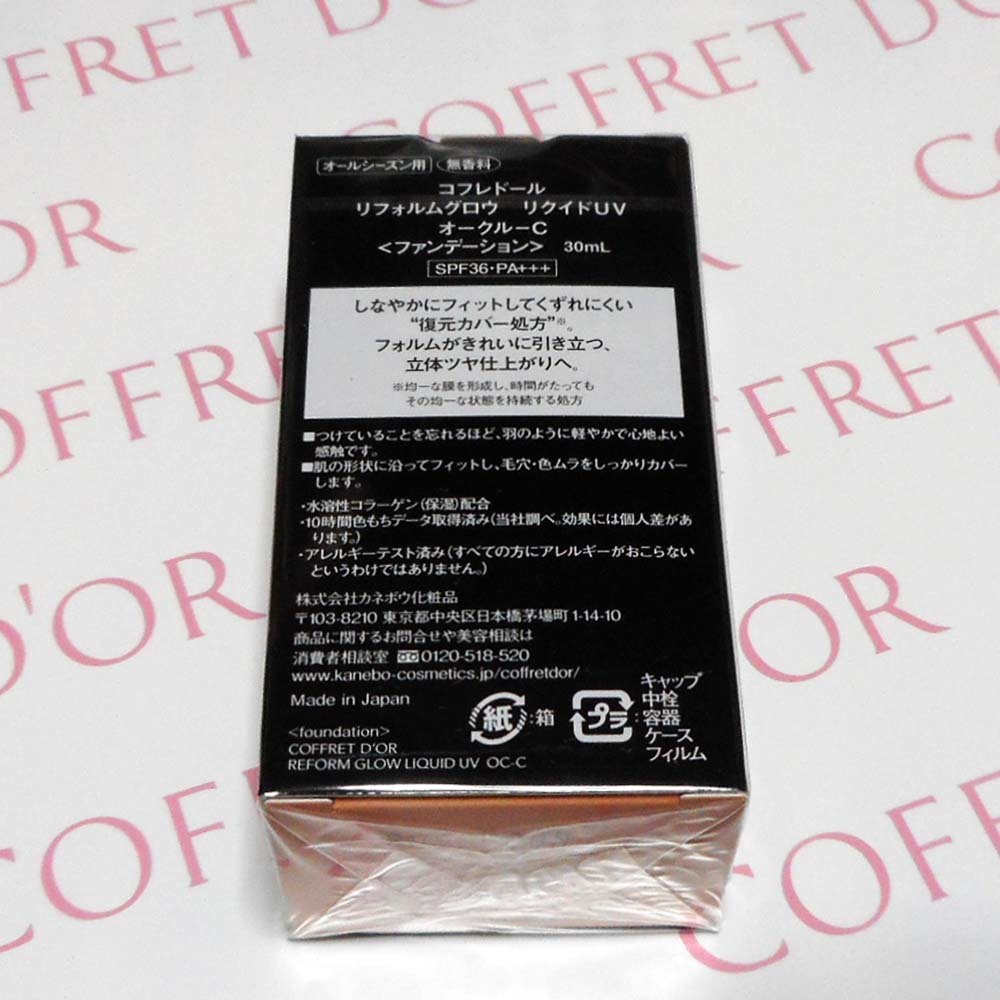 FFRET D'OR
COFFRET D'O
COFFRET
FFRET D'
D'OR
COFFRET
COFFR
COFFRET
オールシーズン用 無香料
コフレドール
リフォルムグロウ リクイドUV
オークルーC
<ファンデーション> 30mL
SPF36・PA+++
しなやかにフィットしてくずれにくい
“復元カバー処方”※。
フォルムがきれいに引き立つ、
立体ツヤ仕上がりへ。
※均一な膜を形成し、時間がたっても
その均一な状態を持続する処方
■つけていることを忘れるほど、羽のように軽やかで心地よい
感触です。
■肌の形状に沿ってフィットし、毛穴・色ムラをしっかりカバー
します。
・水溶性コラーゲン(保湿)配合
・10時間色もちデータ取得済み(当社調べ。効果には個人差があ
ります。)
・アレルギーテスト済み(すべての方にアレルギーがおこらない
というわけではありません。)
株式会社カネボウ化粧品
〒103-8210 東京都中央区日本橋茅場町1-14-10
商品に関するお問合せや美容相談は
消費者相談室 0120-518-520
www.kanebo-cosmetics.jp/coffretdor/
Made in Japan
紙:箱
プラ:
キャップ
中栓
容器
ケース
フィルム
<foundation>
COFFRET D'OR
REFORM GLOW LIQUID UV OC-C